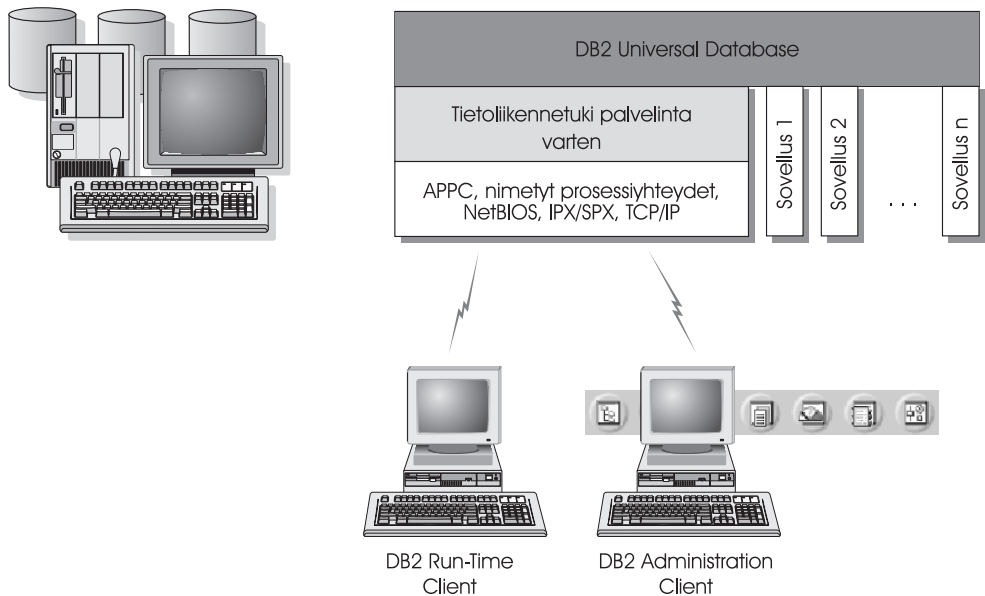 DB2 Universal Database
Tietoliikennetuki palvelinta
varten
APPC, nimetyt prosessiyhteydet,
NetBIOS, IPX/SPX, TCP/IP
Sovellus 1
Sovellus 2
. . .
Sovellus n
DB2 Run-Time
Client
DB2 Administration
Client